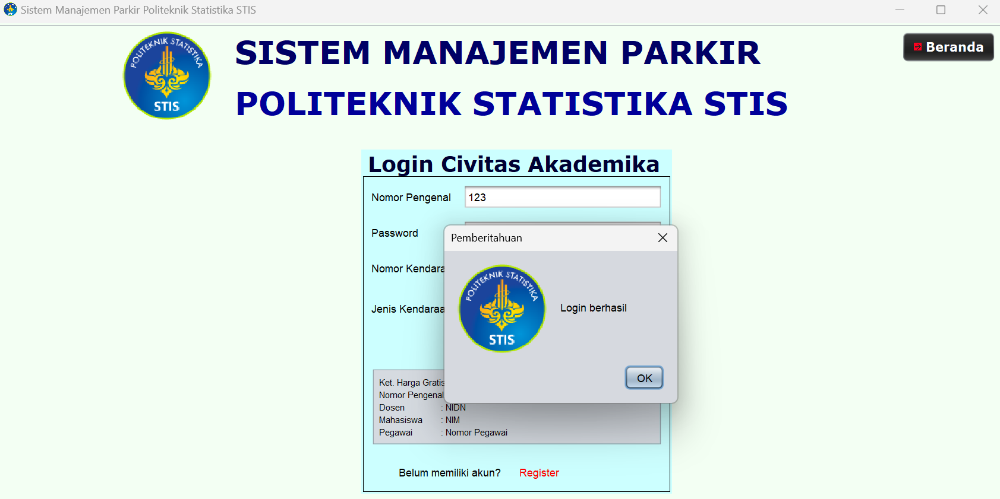 Sistem Manajemen Parkir Politeknik Statistika STIS
POLITEKNIK STATISTIKA
STIS
SISTEM MANAJEMEN PARKIR
POLITEKNIK STATISTIKA STIS
Beranda
Login Civitas Akademika
Nomor Pengenal 123
Password
Nomor Kendara
Jenis Kendaraa
Pemberitahuan
POLITEKNIK STATISTIKA
STIS
Login berhasil
OK
Ket. Harga Gratis
Nomor Pengenal
Dosen : NIDN
Mahasiswa : NIM
Pegawai : Nomor Pegawai
Belum memiliki akun? Register